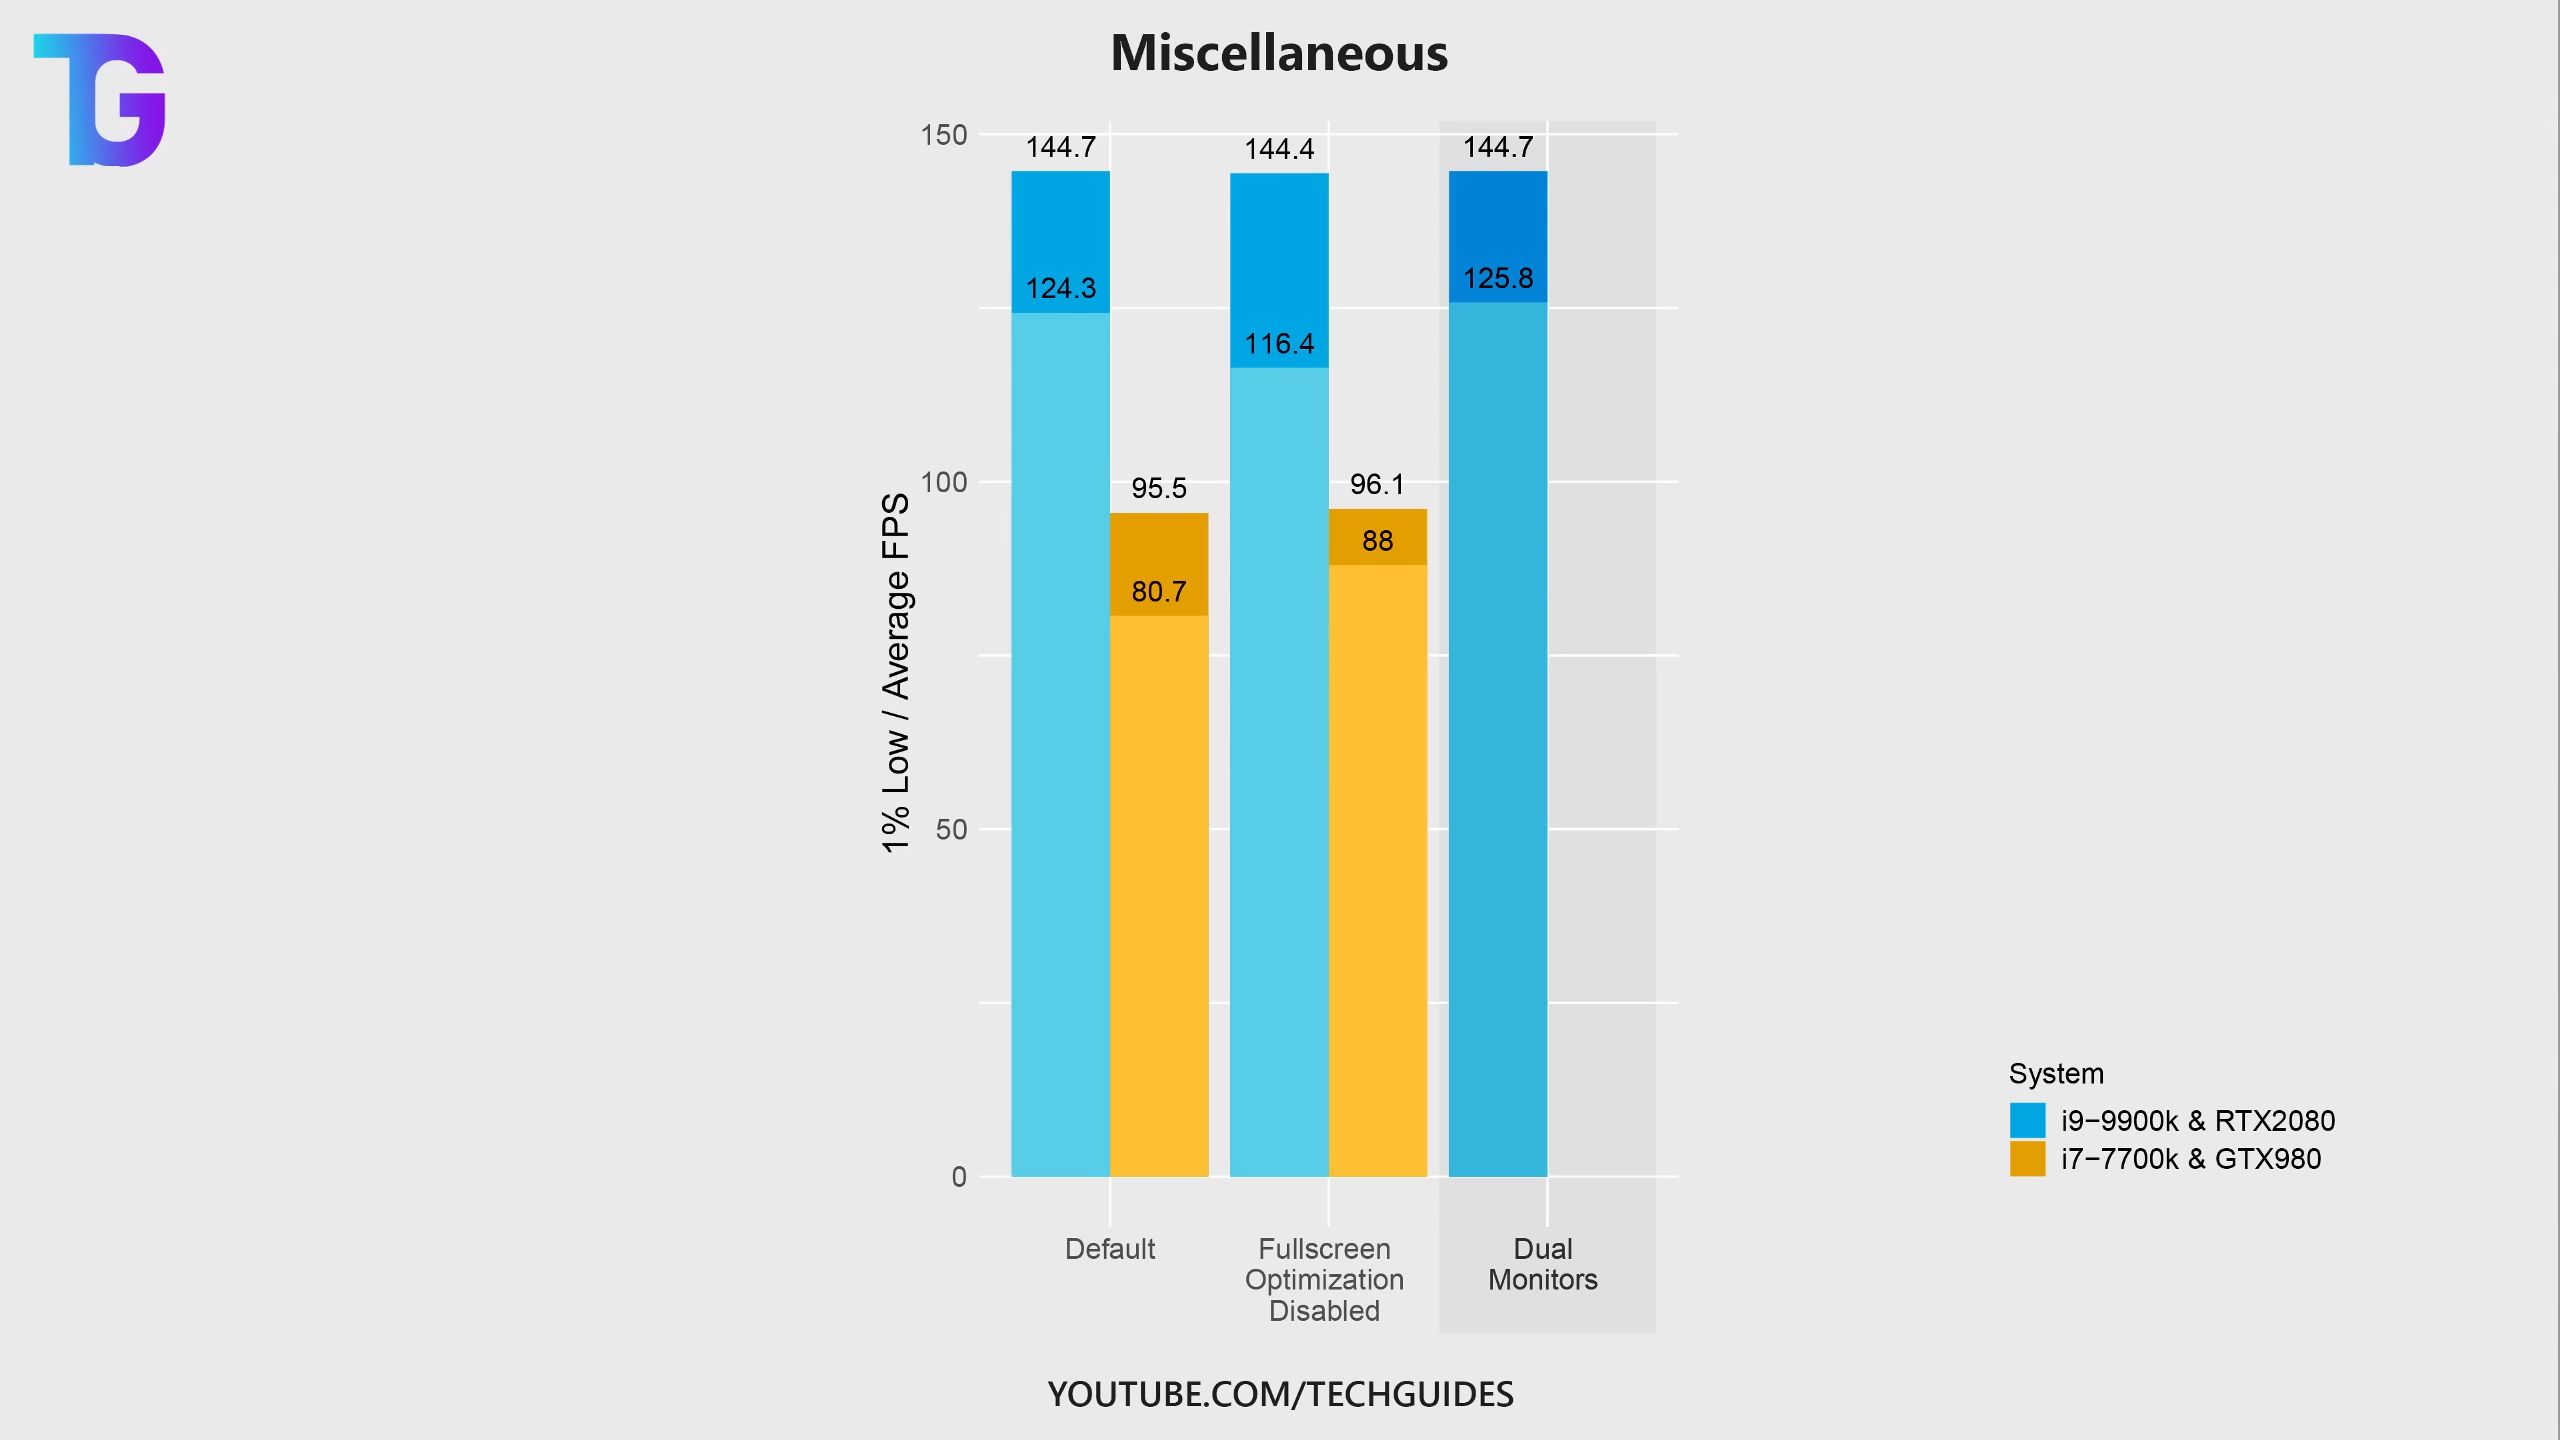 TG
Miscellaneous
150
100
50
0
1% Low / Average FPS
144.7
124.3
95.5
80.7
144.4
116.4
96.1
88
144.7
125.8
Default
Fullscreen
Optimization
Disabled
Dual
Monitors
System
i9−9900k & RTX2080
i7−7700k & GTX980
YOUTUBE.COM/TECHGUIDES